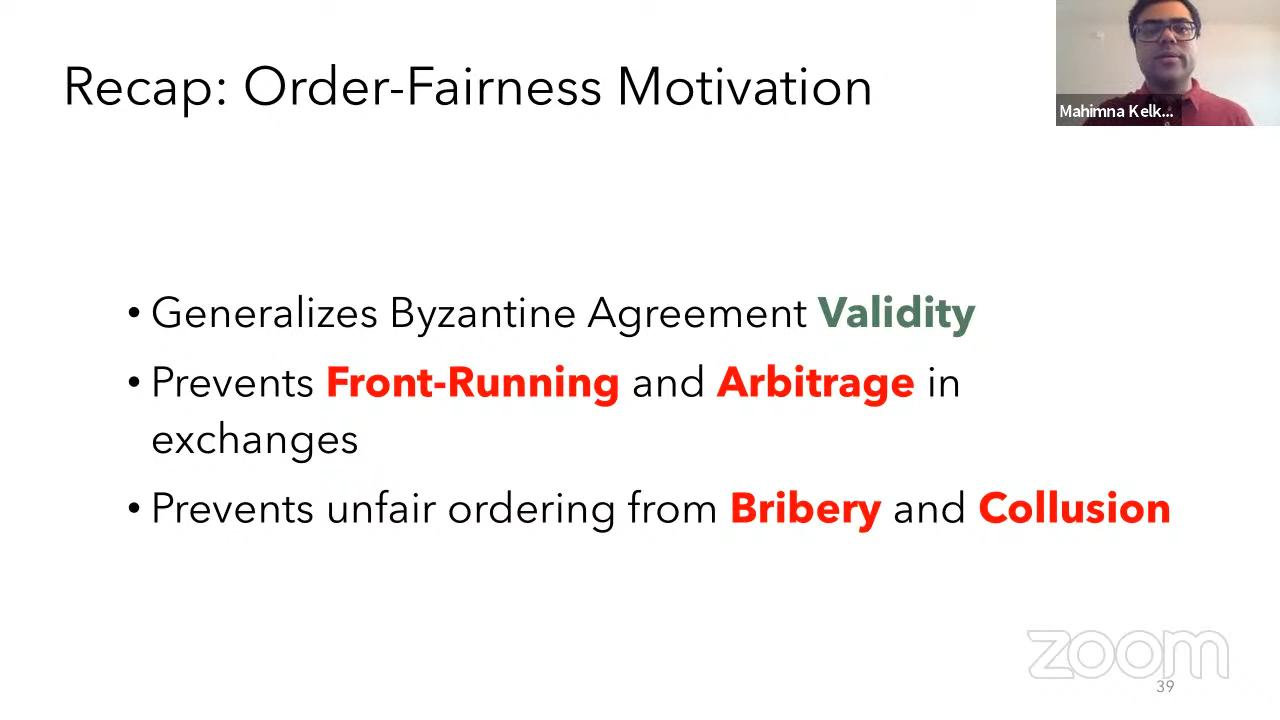 Recap: Order-Fairness Motivation
Mahimna Kelk...
• Generalizes Byzantine Agreement Validity
• Prevents Front-Running and Arbitrage in
exchanges
• Prevents unfair ordering from Bribery and Collusion
zoom
39